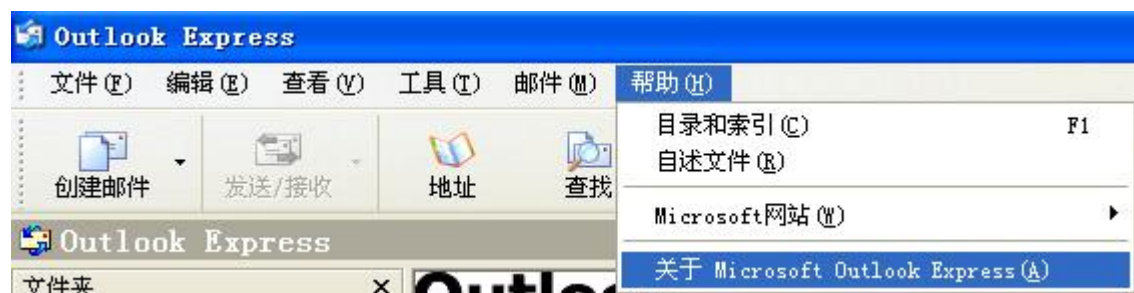 Outlook Express
文件(F) 编辑(E) 查看(V) 工具(T) 邮件(M) 帮助(H)
目录和索引(C) F1
自述文件(R)
Microsoft网站(W)
关于 Microsoft Outlook Express(A)
创建邮件 发送/接收 地址 查找
Outlook Express
文件夹 ×
Outloo